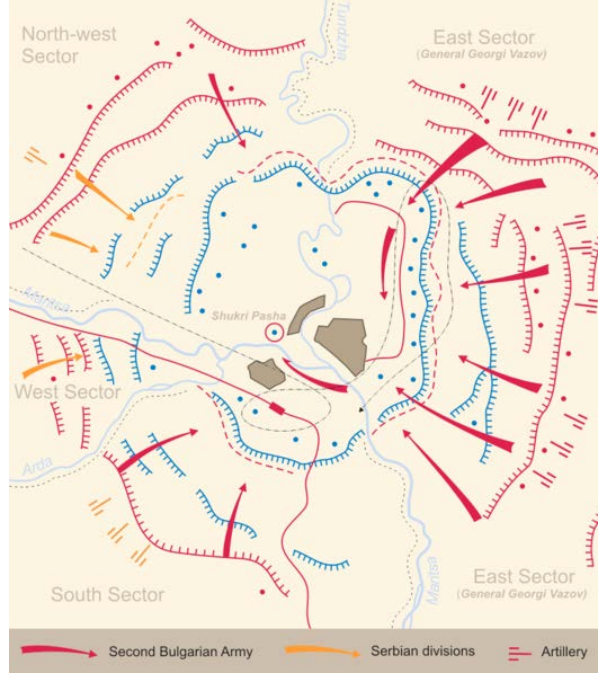 North-west
Sector
Tundzha
East Sector
(General Georgi Vazov)
Maritsa
Shukri Pasha
West Sector
Arda
South Sector
Maritsa
East Sector
(General Georgi Vazov)
Second Bulgarian Army
Serbian divisions
Artillery